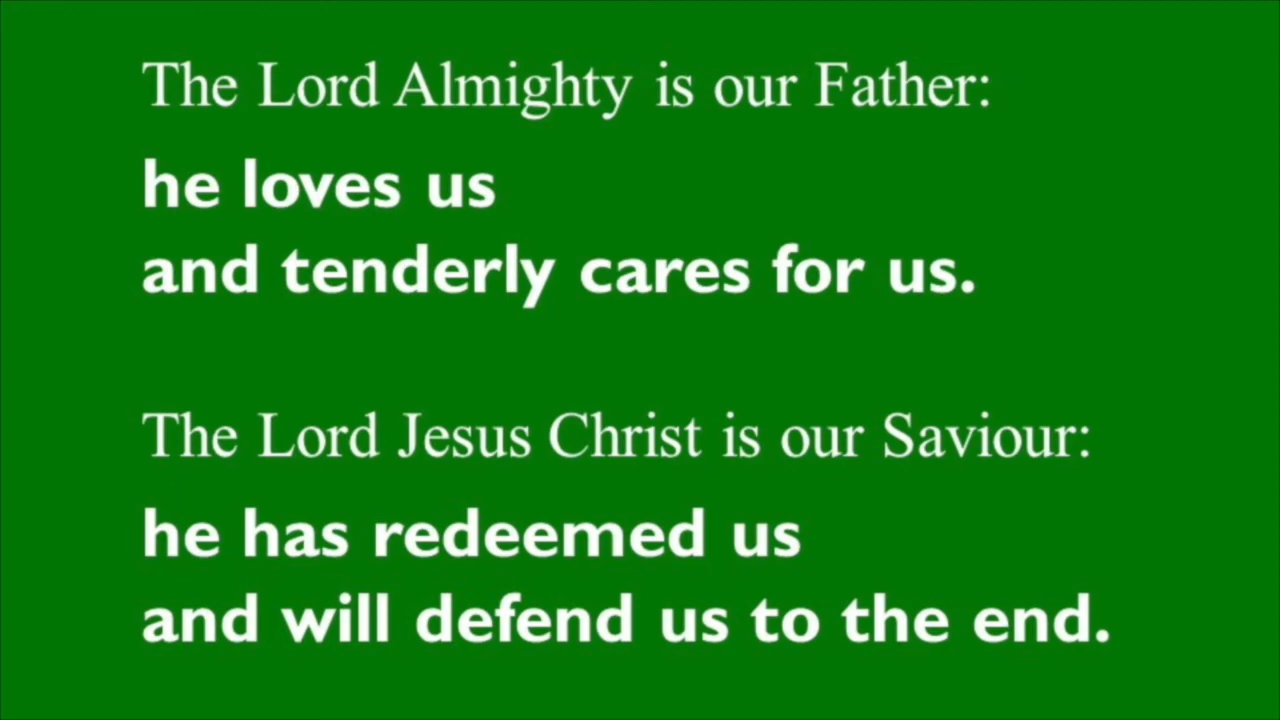 The Lord Almighty is our Father:
he loves us
and tenderly cares for us.
The Lord Jesus Christ is our Saviour:
he has redeemed us
and will defend us to the end.